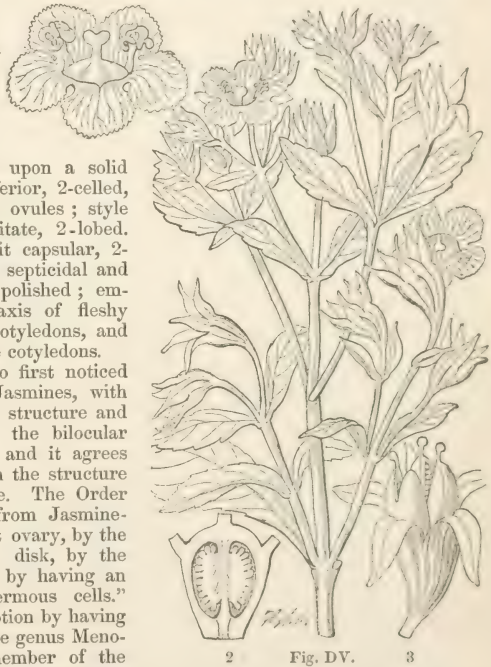 upon a solid
ferior, 2-celled,
ovules ; style
itate, 2-lobed.
it capsular, 2-
septicidal and
polished ; em-
axis of fleshy
otyledons, and
cotyledons.
o first noticed
Jasmines, with
structure and
the bilocular
and it agrees
the structure
e. The Order
from Jasmine-
ovary, by the
disk, by the
by having an
ermous cells.”
tion by having
e genus Meno-
ember of the
2 Fig. DV. 3